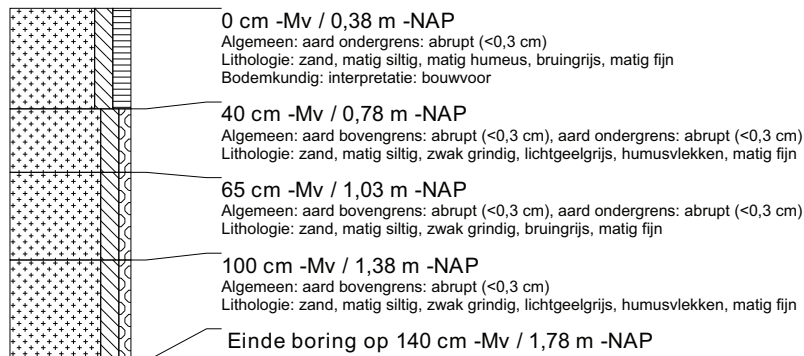 0 cm -Mv / 0,38 m -NAP
Algemeen: aard ondergrens: abrupt (<0,3 cm)
Lithologie: zand, matig siltig, matig humeus, bruingrijs, matig fijn
Bodemkundig: interpretatie: bouwvoor
40 cm -Mv / 0,78 m -NAP
Algemeen: aard bovengrens: abrupt (<0,3 cm), aard ondergrens: abrupt (<0,3 cm)
Lithologie: zand, matig siltig, zwak grindig, lichtgeelgrijs, humusvlekken, matig fijn
65 cm -Mv / 1,03 m -NAP
Algemeen: aard bovengrens: abrupt (<0,3 cm), aard ondergrens: abrupt (<0,3 cm)
Lithologie: zand, matig siltig, zwak grindig, bruingrijs, matig fijn
100 cm -Mv / 1,38 m -NAP
Algemeen: aard bovengrens: abrupt (<0,3 cm)
Lithologie: zand, matig siltig, zwak grindig, lichtgeelgrijs, humusvlekken, matig fijn
Einde boring op 140 cm -Mv / 1,78 m -NAP